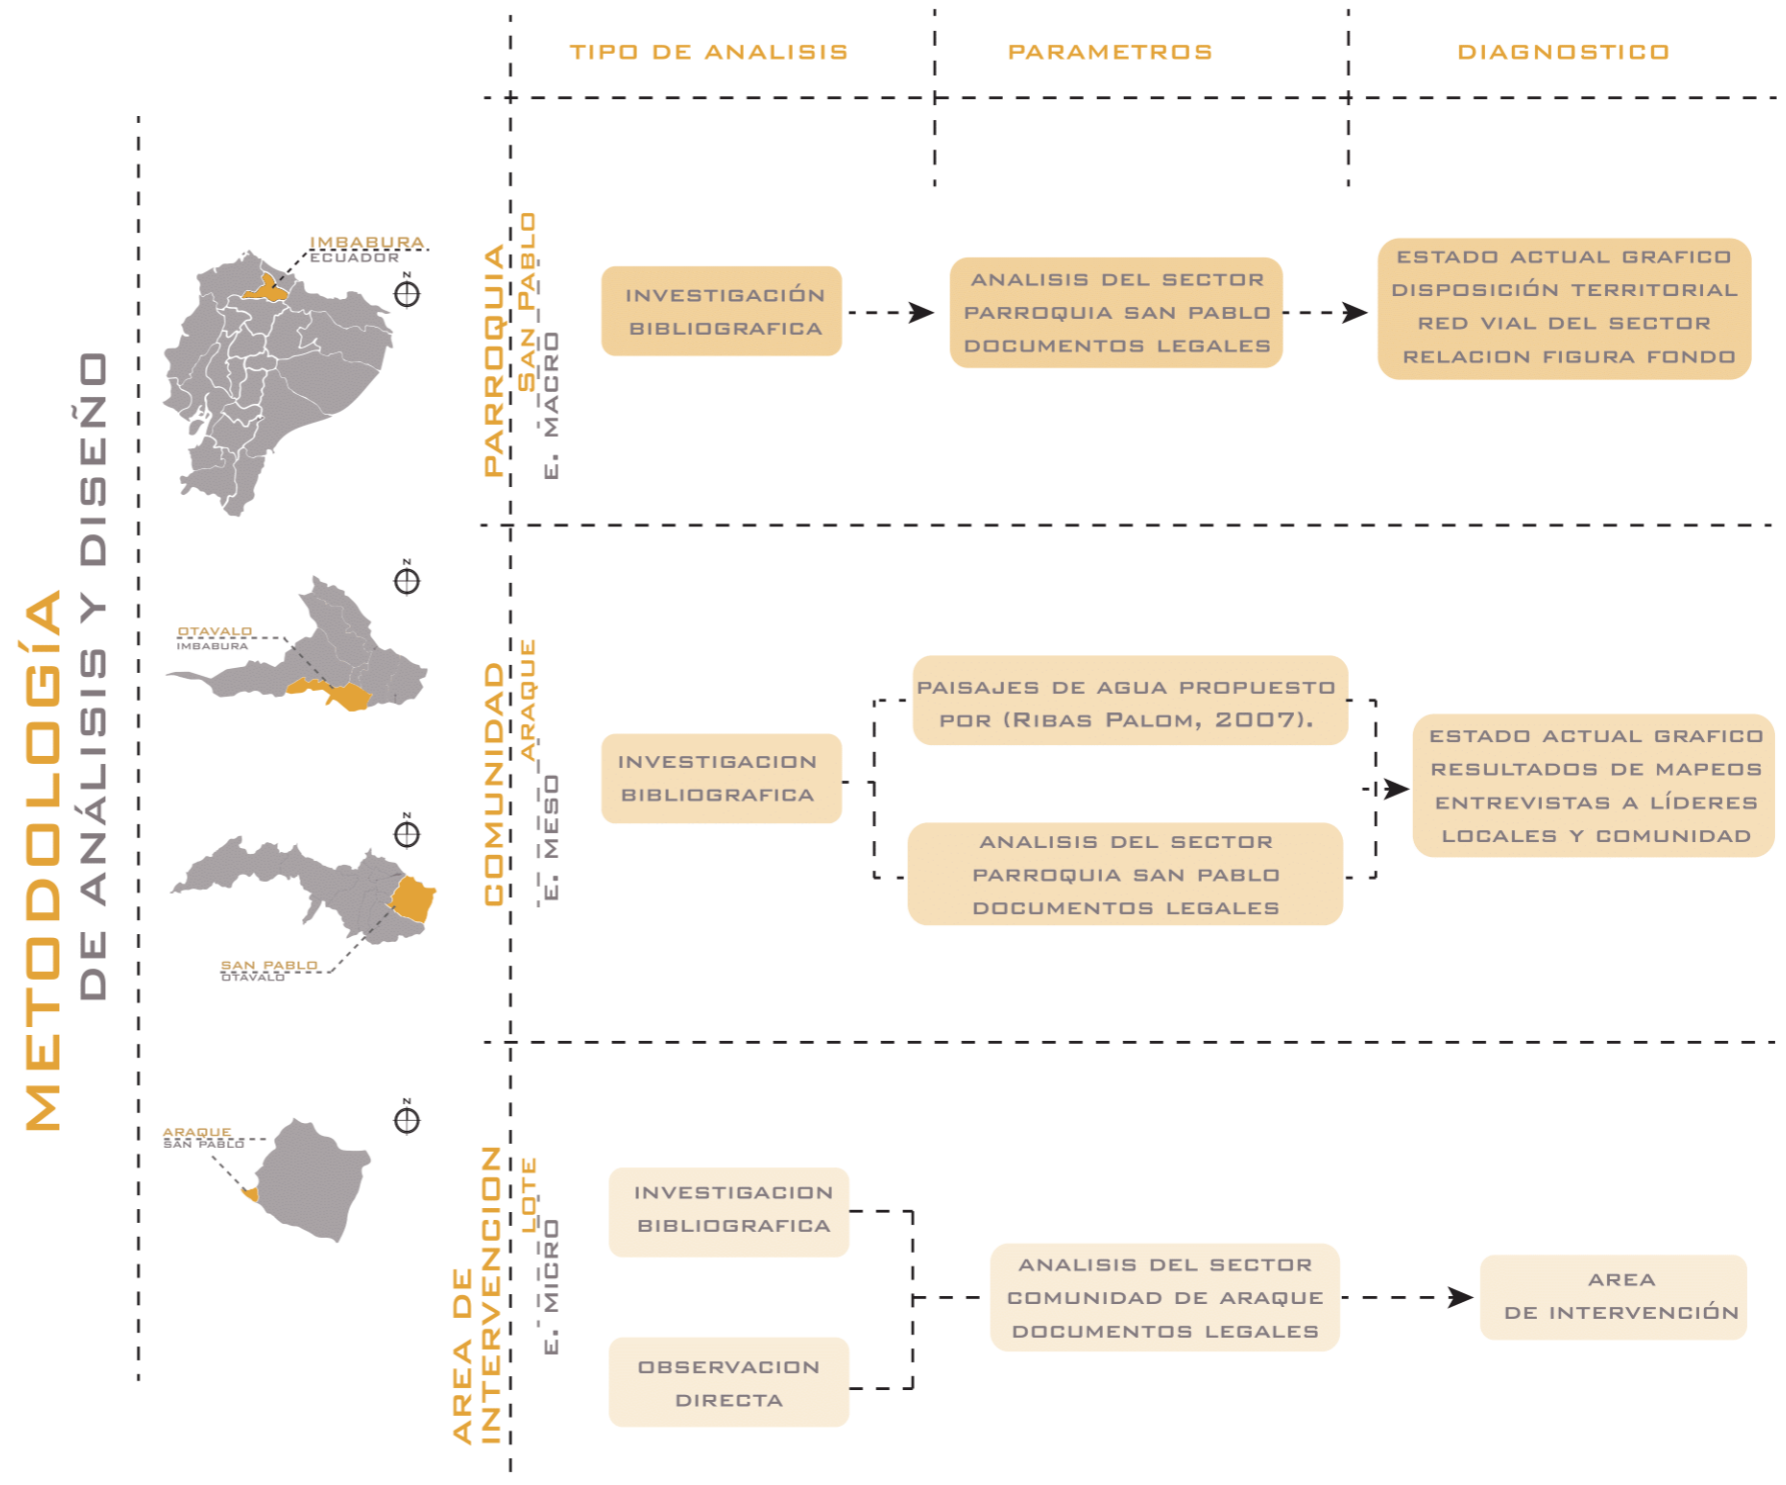 METODOLOGÍA
DE ANÁLISIS Y DISEÑO
TIPO DE ANALISIS
PARAMETROS
DIAGNOSTICO
IMBABURA
ECUADOR
N
PARROQUIA
SAN PABLO
E. MACRO
INVESTIGACIÓN
BIBLIOGRAFICA
ANALISIS DEL SECTOR
PARROQUIA SAN PABLO
DOCUMENTOS LEGALES
ESTADO ACTUAL GRAFICO
DISPOSICIÓN TERRITORIAL
RED VIAL DEL SECTOR
RELACION FIGURA FONDO
N
OTAVALO
IMBABURA
N
SAN PABLO
OTAVALO
COMUNIDAD
ARAQUE
E. MESO
INVESTIGACION
BIBLIOGRAFICA
PAISAJES DE AGUA PROPUESTO
POR (RIBAS PALOM, 2007).
ANALISIS DEL SECTOR
PARROQUIA SAN PABLO
DOCUMENTOS LEGALES
ESTADO ACTUAL GRAFICO
RESULTADOS DE MAPEOS
ENTREVISTAS A LÍDERES
LOCALES Y COMUNIDAD
N
ARAQUE
SAN PABLO
AREA DE
INTERVENCION
LOTE
E. MICRO
INVESTIGACION
BIBLIOGRAFICA
OBSERVACION
DIRECTA
ANALISIS DEL SECTOR
COMUNIDAD DE ARAQUE
DOCUMENTOS LEGALES
AREA
DE INTERVENCIÓN